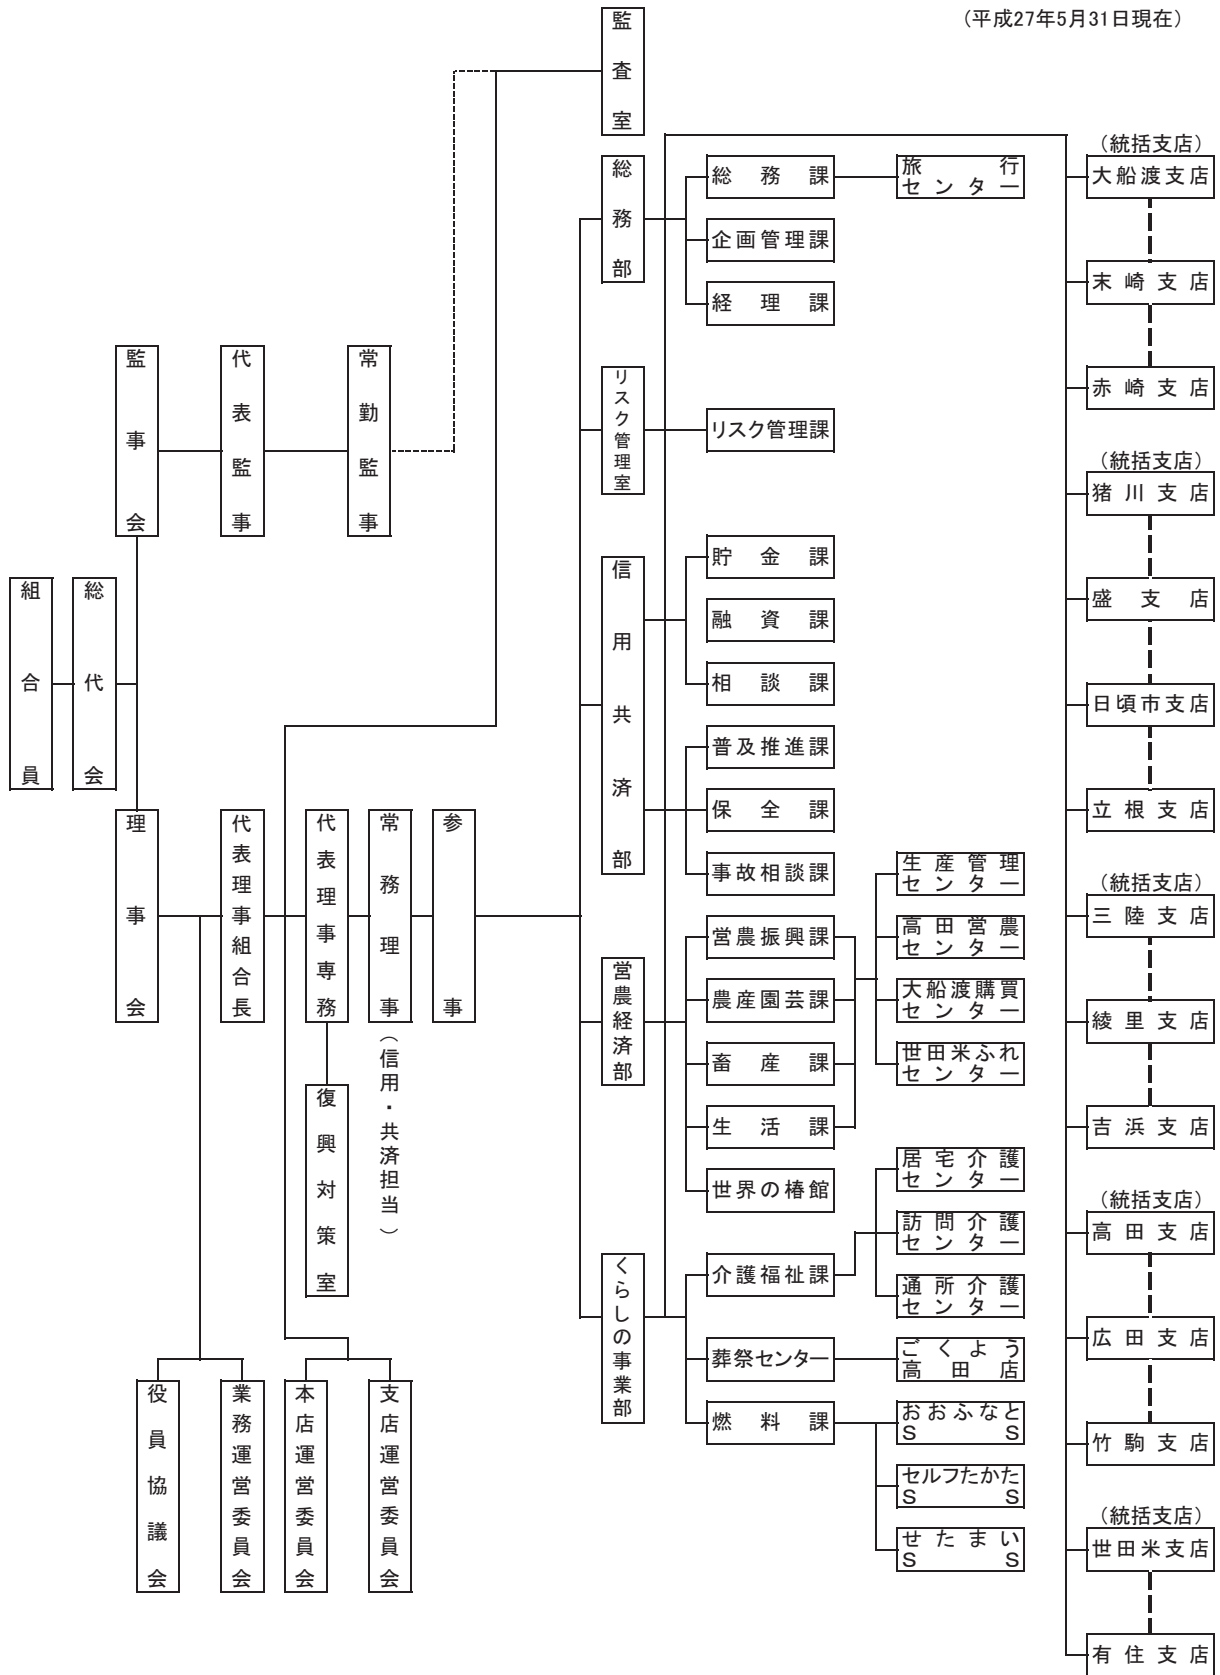 （平成27年5月31日現在）
組合員
総代会
監事会
代表監事
常勤監事
理事会
代表理事組合長
代表理事専務
常務理事
（信用・共済担当）
参事
復興対策室
役員協議会
業務運営委員会
本店運営委員会
支店運営委員会
監査室
総務部
総務課
旅行
センター
企画管理課
経理課
リスク管理室
リスク管理課
信用共済部
貯金課
融資課
相談課
普及推進課
保全課
事故相談課
営農経済部
営農振興課
農産園芸課
畜産課
生活課
世界の椿館
生産管理
センター
高田営農
センター
大船渡購買
センター
世田米ふれ
センター
くらしの事業部
介護福祉課
居宅介護
センター
訪問介護
センター
通所介護
センター
葬祭センター
ごくよう
高田店
燃料課
おおふなと
SS
セルフたかた
SS
せたまい
SS
（統括支店）
大船渡支店
末崎支店
赤崎支店
（統括支店）
猪川支店
盛支店
日頃市支店
立根支店
（統括支店）
三陸支店
綾里支店
吉浜支店
（統括支店）
高田支店
広田支店
竹駒支店
（統括支店）
世田米支店
有住支店